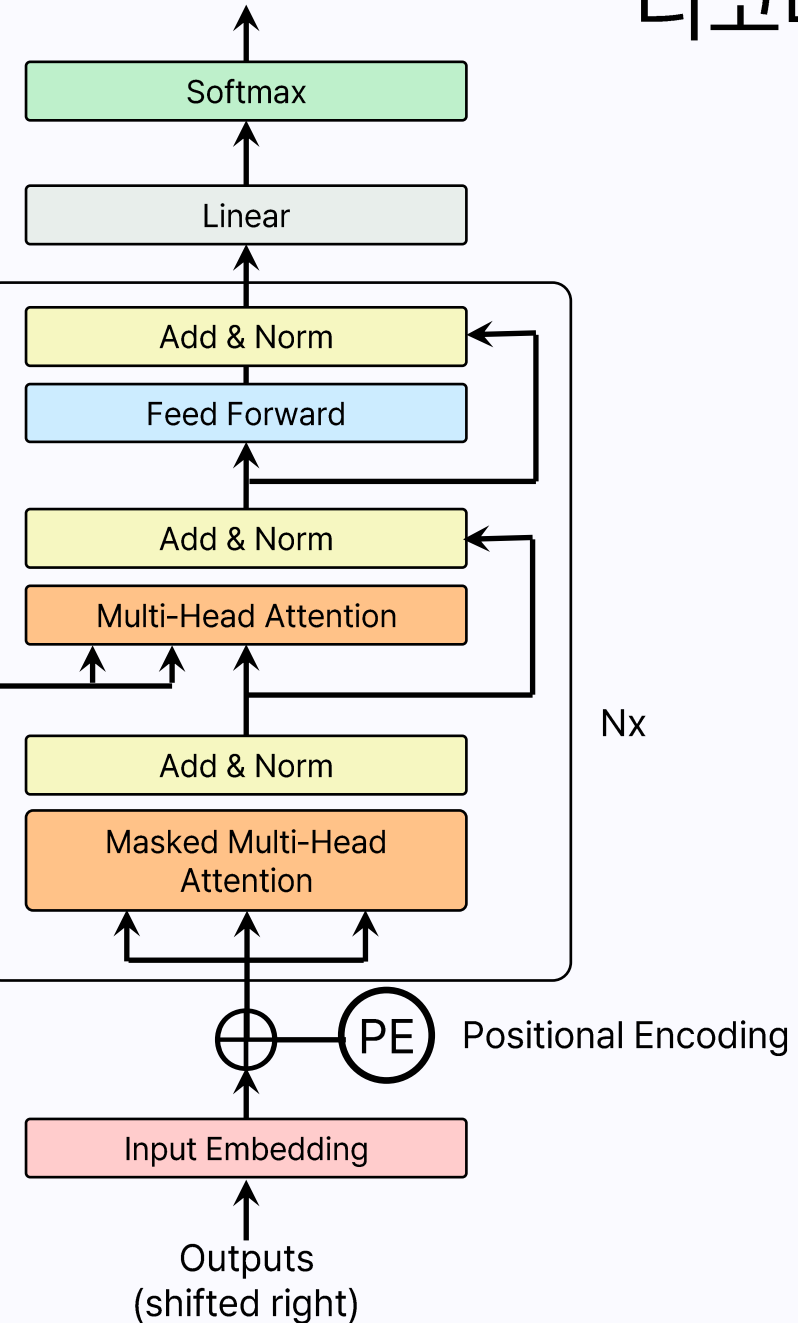 Softmax
Linear
Add & Norm
Feed Forward
Add & Norm
Multi-Head Attention
Nx
Add & Norm
Masked Multi-Head
Attention
PE
Positional Encoding
Input Embedding
Outputs
(shifted right)